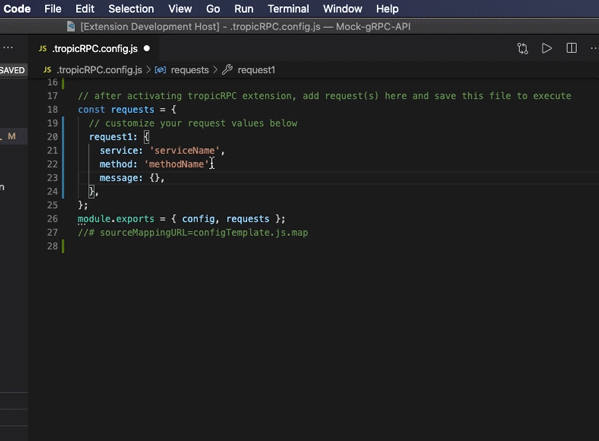 Code File Edit Selection View Go Run Terminal Window Help
[Extension Development Host] - .tropicRPC.config.js — Mock-gRPC-API
... JS .tropicRPC.config.js ●
SAVED JS .tropicRPC.config.js > requests > request1
16
17 // after activating tropicRPC extension, add request(s) here and save this file to execute
18 const requests = {
19 // customize your request values below
20 request1: {
21 service: 'serviceName',
22 method: 'methodName'
23 message: {},
24 },
25 };
26 module.exports = { config, requests };
27 //# sourceMappingURL=configTemplate.js.map
28
M